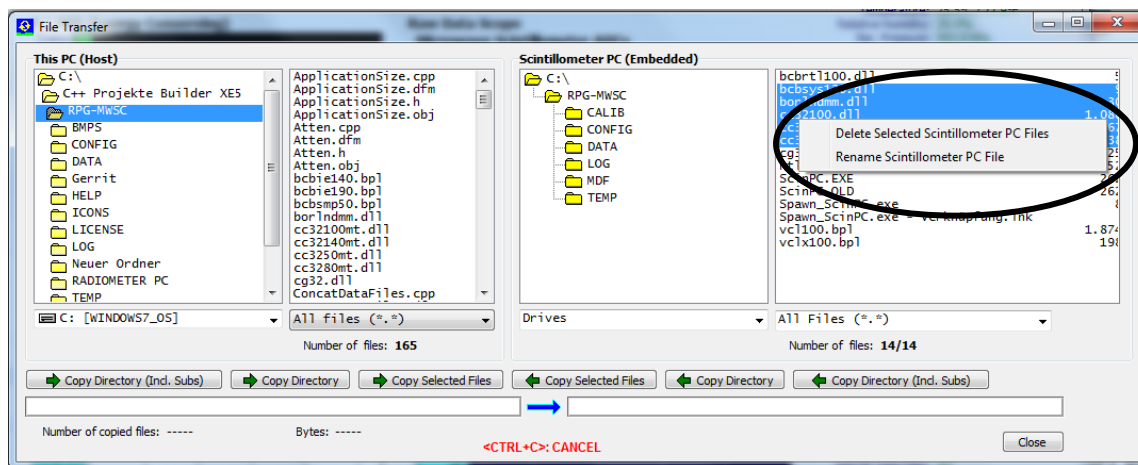 File Transfer
This PC (Host)
C:\
C++ Projekte Builder XE5
RPG-MWSC
BMPS
CONFIG
DATA
Gerrit
HELP
ICONS
LICENSE
LOG
Neuer Ordner
RADIOMETER PC
TEMP
ApplicationSize.cpp
ApplicationSize.dfm
ApplicationSize.h
ApplicationSize.obj
Atten.cpp
Atten.dfm
Atten.h
Atten.obj
bcbie140.bpl
bcbie190.bpl
bcbsmp50.bpl
borlndmm.dll
cc32100mt.dll
cc32140mt.dll
cc3250mt.dll
cc3280mt.dll
cg32.dll
ConcatDataFiles.cpp
C: [WINDOWS7_OS]
All files (*.*)
Number of files: 165
Scintillometer PC (Embedded)
C:\
RPG-MWSC
CALIB
CONFIG
DATA
LOG
MDF
TEMP
bcbrtl100.dll
borlndmm.dll
Delete Selected Scintillometer PC Files
Rename Scintillometer PC File
ScinPC.EXE
ScinPC.OLD
Spawn_ScinPC.exe
Spawn_ScinPC.exe - Verknüpfung.lnk
vcl100.bpl 1.874
vclx100.bpl 198
Drives
All Files (*.*)
Number of files: 14/14
Copy Directory (Incl. Subs)
Copy Directory
Copy Selected Files
Copy Selected Files
Copy Directory
Copy Directory (Incl. Subs)
Number of copied files: -----
Bytes: -----
<CTRL+C>: CANCEL
Close